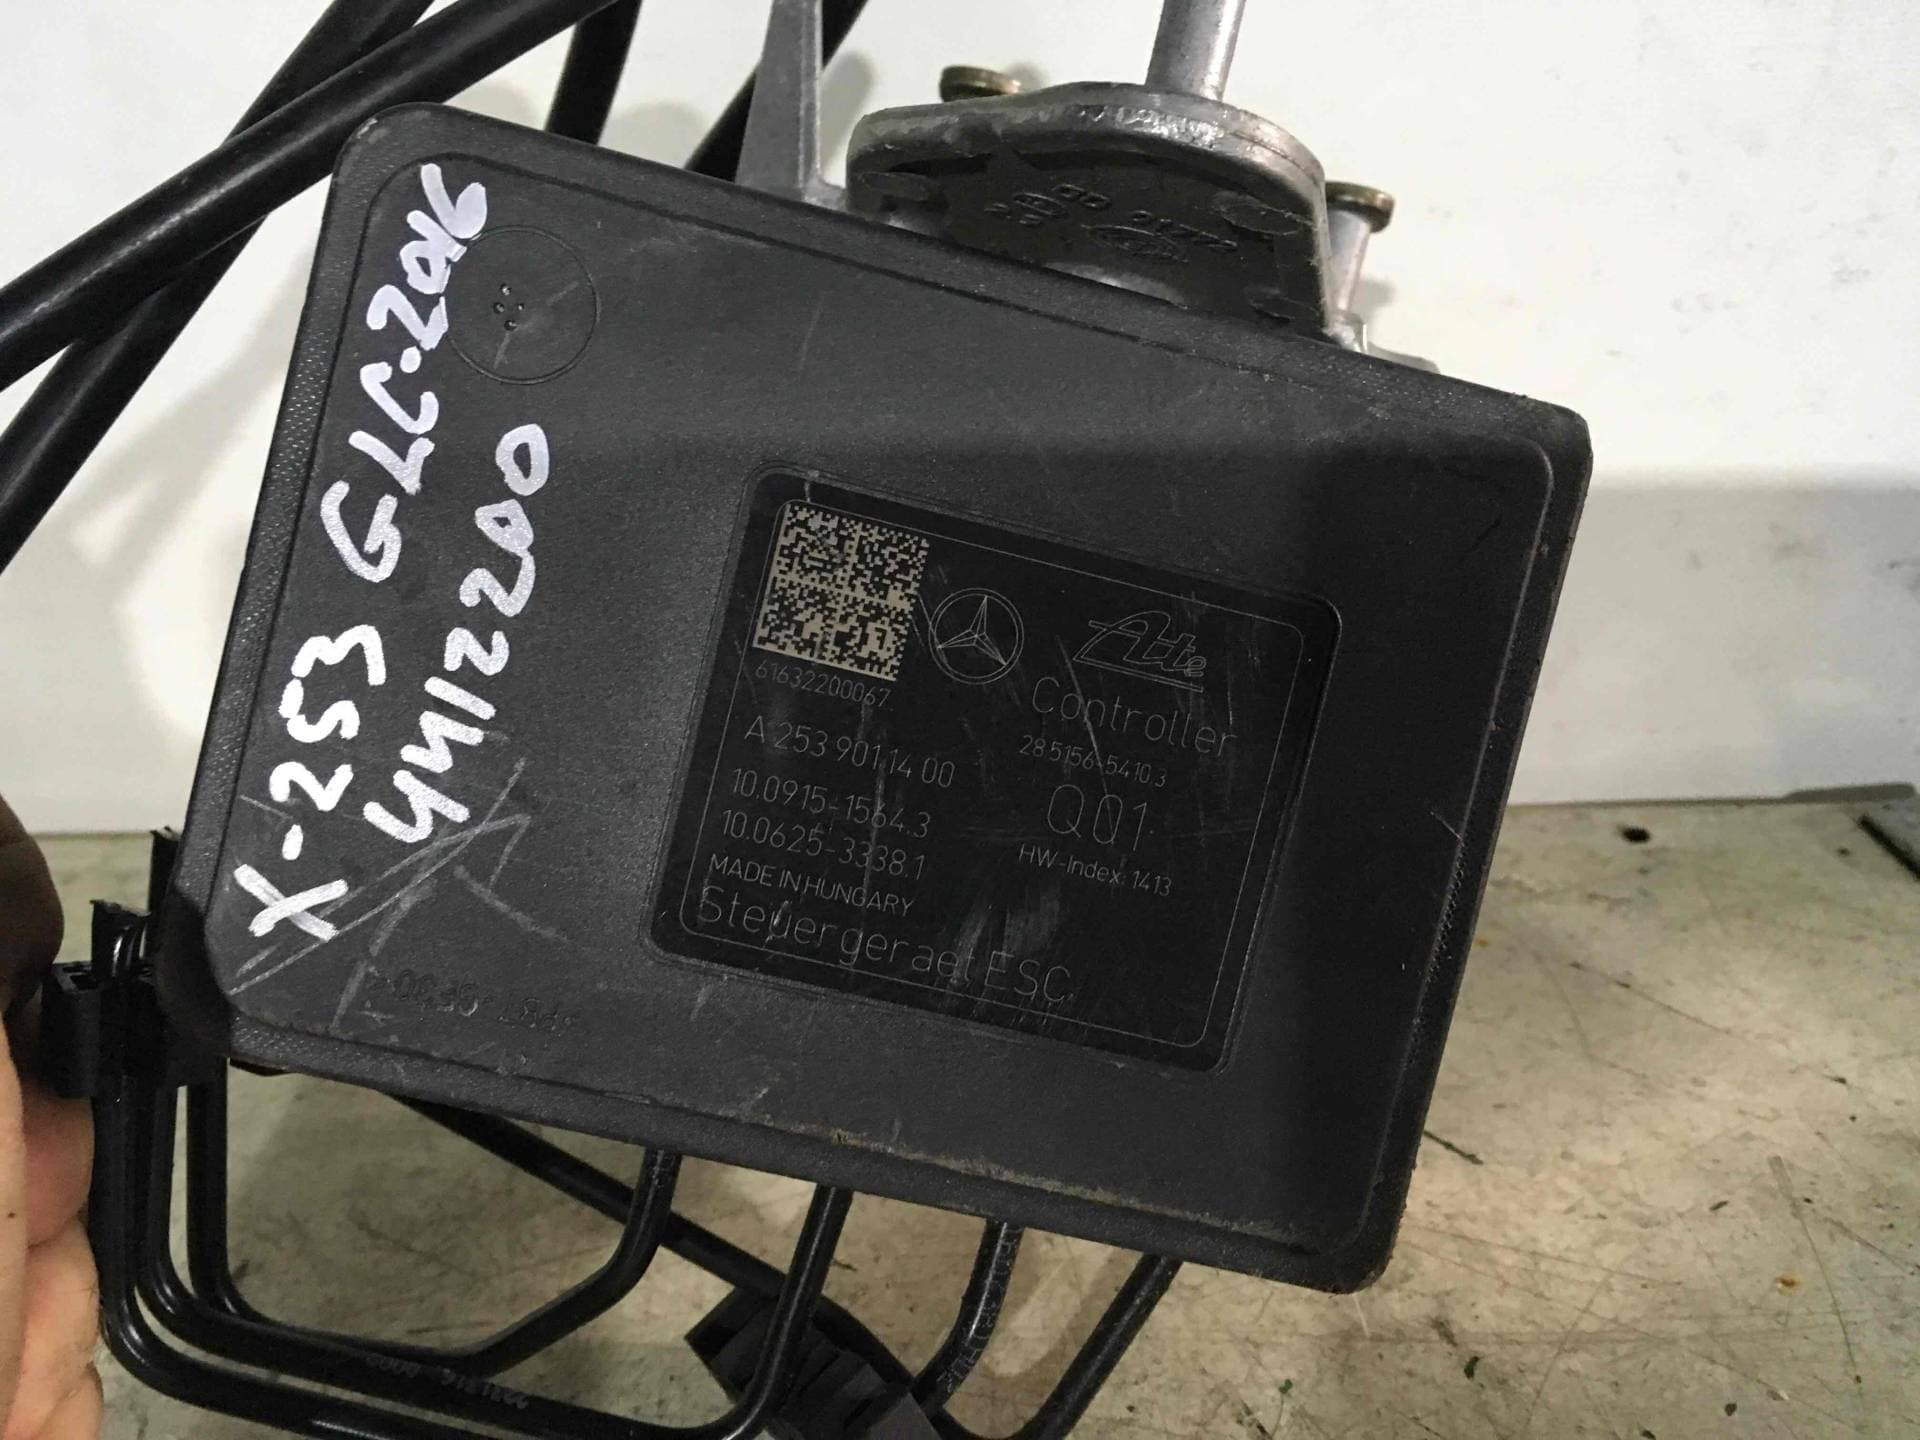 X-253 GLC.2016
ЧМ12200
61632200067
Ate
Controller
28.5156-5410.3
A 253 901 14 00
10.0915-1564.3
10.0625-3338.1
Q01
HW-Index: 1413
MADE IN HUNGARY
Steuergeraet ESC